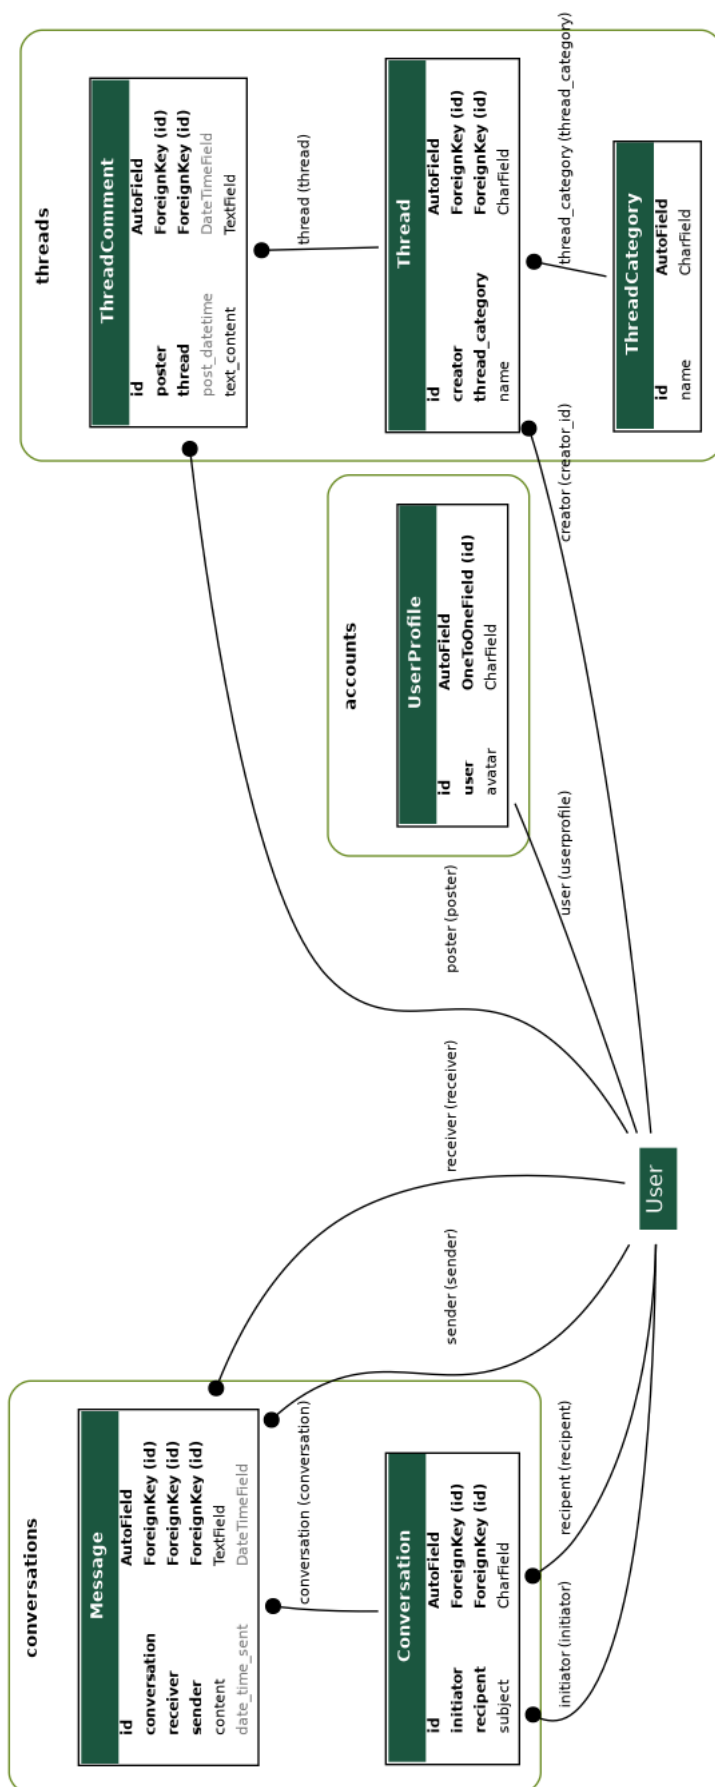 conversations
Message
id AutoField
conversation ForeignKey (id)
receiver ForeignKey (id)
sender ForeignKey (id)
content TextField
date_time_sent DateTimeField
conversation (conversation)
Conversation
id AutoField
initiator ForeignKey (id)
recipent ForeignKey (id)
subject CharField
initiator (initiator)
recipent (recipent)
sender (sender)
receiver (receiver)
User
poster (poster)
user (userprofile)
accounts
UserProfile
id AutoField
user OneToOneField (id)
avatar CharField
creator (creator_id)
threads
ThreadComment
id AutoField
poster ForeignKey (id)
thread ForeignKey (id)
post_datetime DateTimeField
text_content TextField
thread (thread)
Thread
id AutoField
creator ForeignKey (id)
thread_category ForeignKey (id)
name CharField
thread_category (thread_category)
ThreadCategory
id AutoField
name CharField